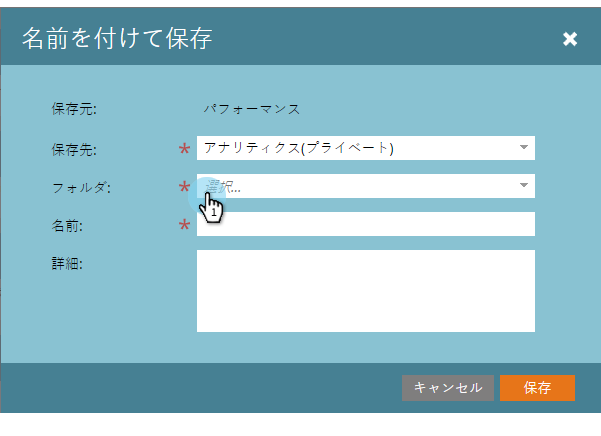 名前を付けて保存
保存元: パフォーマンス
保存先: * アナリティクス(プライベート)
フォルダ: * 選択...
1
名前: *
詳細:
キャンセル 保存